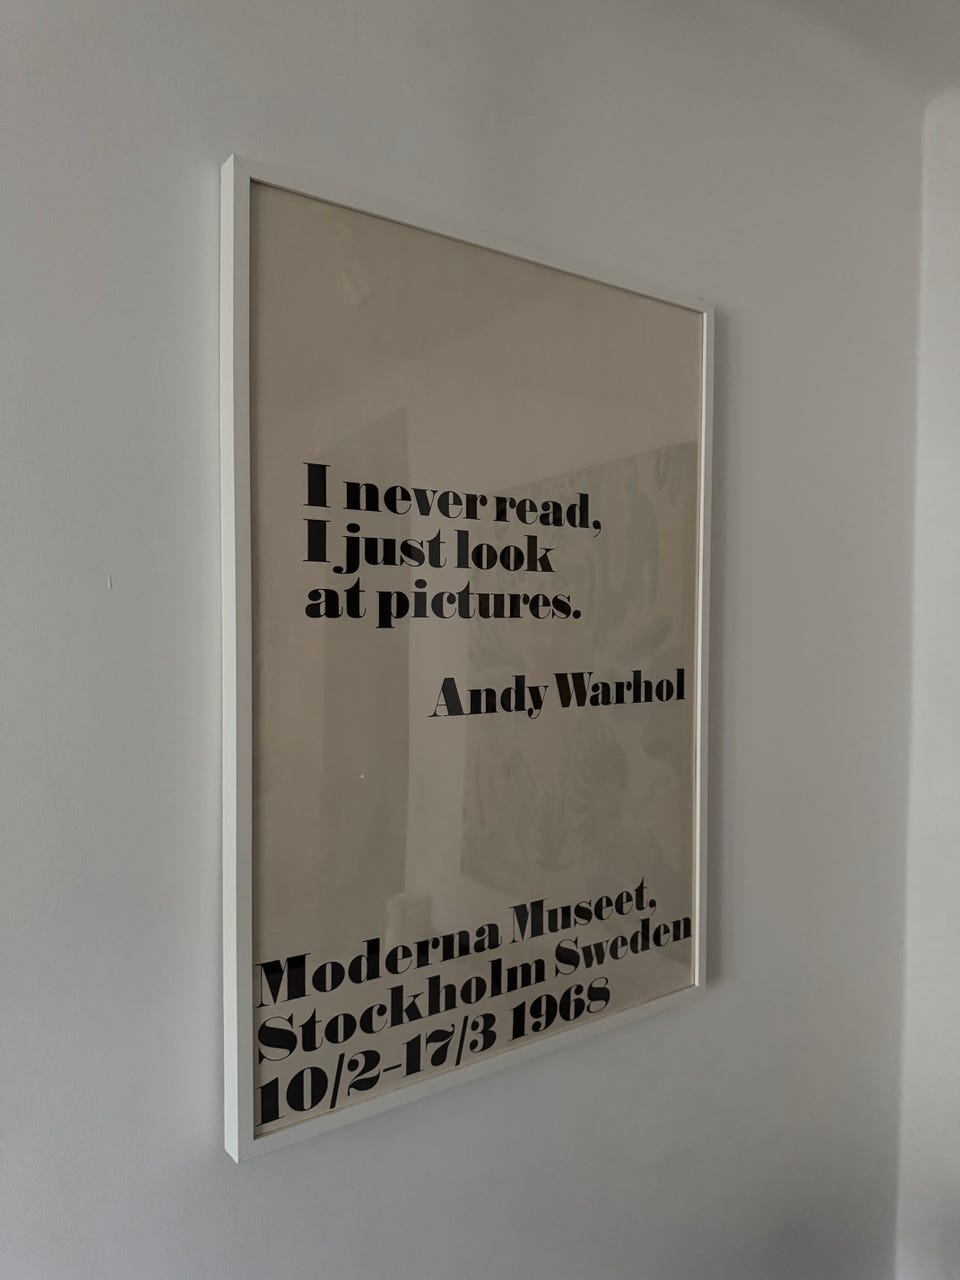 I never read,
I just look
at pictures.
Andy Warhol
Moderna Museet,
Stockholm Sweden
10/2-17/3 1968